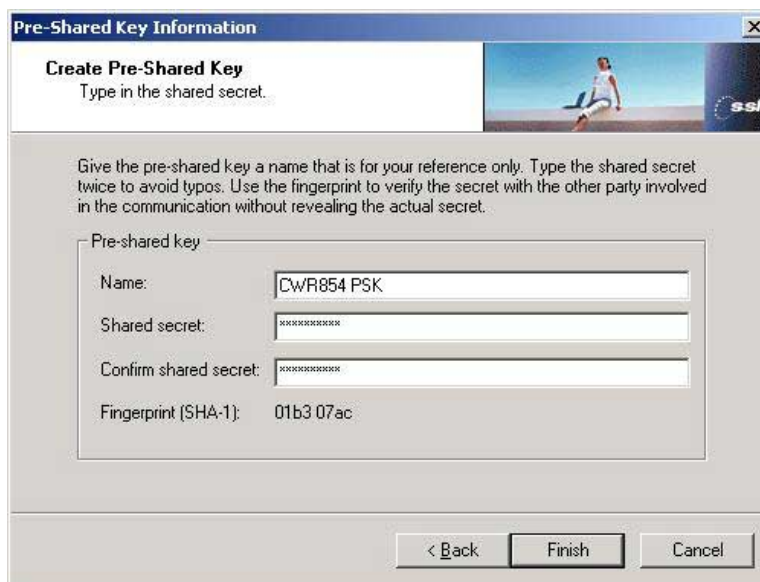 Pre-Shared Key Information
Create Pre-Shared Key
Type in the shared secret.
Give the pre-shared key a name that is for your reference only. Type the shared secret
twice to avoid typos. Use the fingerprint to verify the secret with the other party involved
in the communication without revealing the actual secret.
Pre-shared key
Name: CWR854 PSK
Shared secret: **********
Confirm shared secret: **********
Fingerprint (SHA-1): 01b3 07ac
< Back Finish Cancel